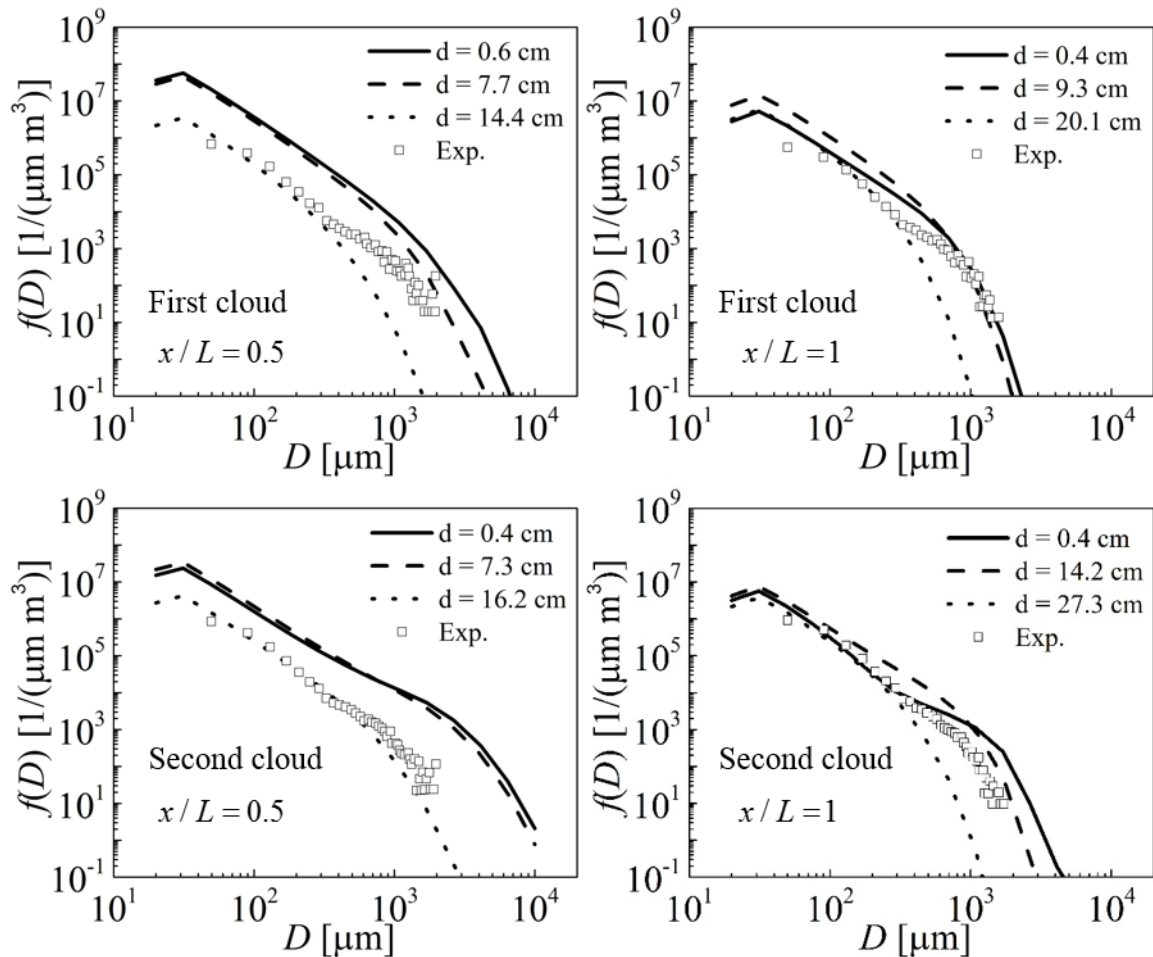 10^9
10^7
10^5
10^3
10^1
10^-1
f(D) [1/(μm m^3)]
d = 0.6 cm
d = 7.7 cm
d = 14.4 cm
Exp.
First cloud
x / L = 0.5
10^1 10^2 10^3 10^4
D [μm]
10^9
10^7
10^5
10^3
10^1
10^-1
f(D) [1/(μm m^3)]
d = 0.4 cm
d = 9.3 cm
d = 20.1 cm
Exp.
First cloud
x / L = 1
10^1 10^2 10^3 10^4
D [μm]
10^9
10^7
10^5
10^3
10^1
10^-1
f(D) [1/(μm m^3)]
d = 0.4 cm
d = 7.3 cm
d = 16.2 cm
Exp.
Second cloud
x / L = 0.5
10^1 10^2 10^3 10^4
D [μm]
10^9
10^7
10^5
10^3
10^1
10^-1
f(D) [1/(μm m^3)]
d = 0.4 cm
d = 14.2 cm
d = 27.3 cm
Exp.
Second cloud
x / L = 1
10^1 10^2 10^3 10^4
D [μm]